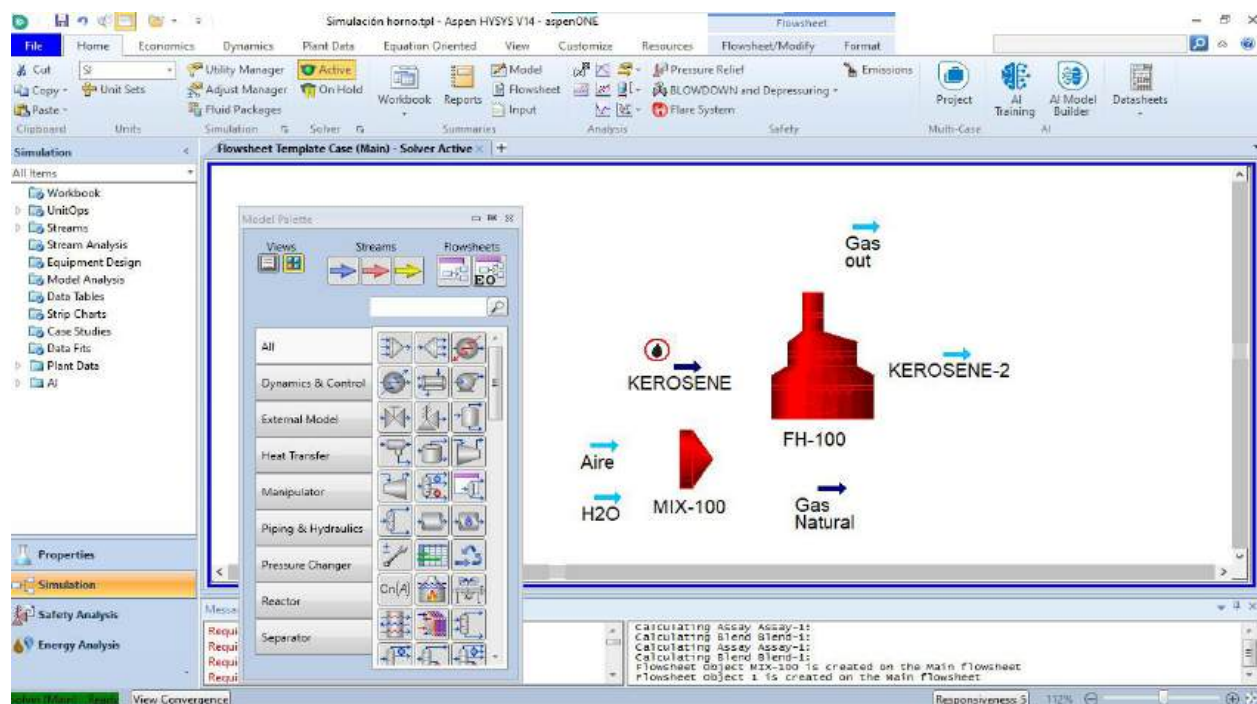 Simulación horno.tpl - Aspen HYSYS V14 - aspenONE
Flowsheet
File Home Economics Dynamics Plant Data Equation Oriented View Customize Resources Flowsheet/Modify Format
Cut SI Utility Manager Active Model Pressure Relief Emissions
Copy Unit Sets Adjust Manager On Hold Workbook Reports Flowsheet BLOWDOWN and Depressuring Project AI Training AI Model Builder Datasheets
Paste Fluid Packages Input Flare System
Clipboard Units Simulation Solver Summaries Analysis Safety Multi-Case AI
Simulation
Flowsheet Template Case (Main) - Solver Active
All Items
Workbook
UnitOps
Streams
Stream Analysis
Equipment Design
Model Analysis
Data Tables
Strip Charts
Case Studies
Data Fits
Plant Data
AI
Properties
Simulation
Safety Analysis
Energy Analysis
Model Palette
Views Streams Flowsheets
EO
All
Dynamics & Control
External Model
Heat Transfer
Manipulator
Piping & Hydraulics
Pressure Changer
Reactor
Separator
Cn(A)
Gas
out
KEROSENE
KEROSENE-2
FH-100
Aire
H2O
MIX-100
Gas
Natural
Messa
Requi
Requi
Requi
Requi
Calculating Assay Assay-1:
Calculating Blend Blend-1:
Calculating Assay Assay-1:
Calculating Blend Blend-1:
Flowsheet object MIX-100 is created on the Main flowsheet
Flowsheet object 1 is created on the Main flowsheet
Solver (Main) - Ready View Convergence Responsiveness 5 112%